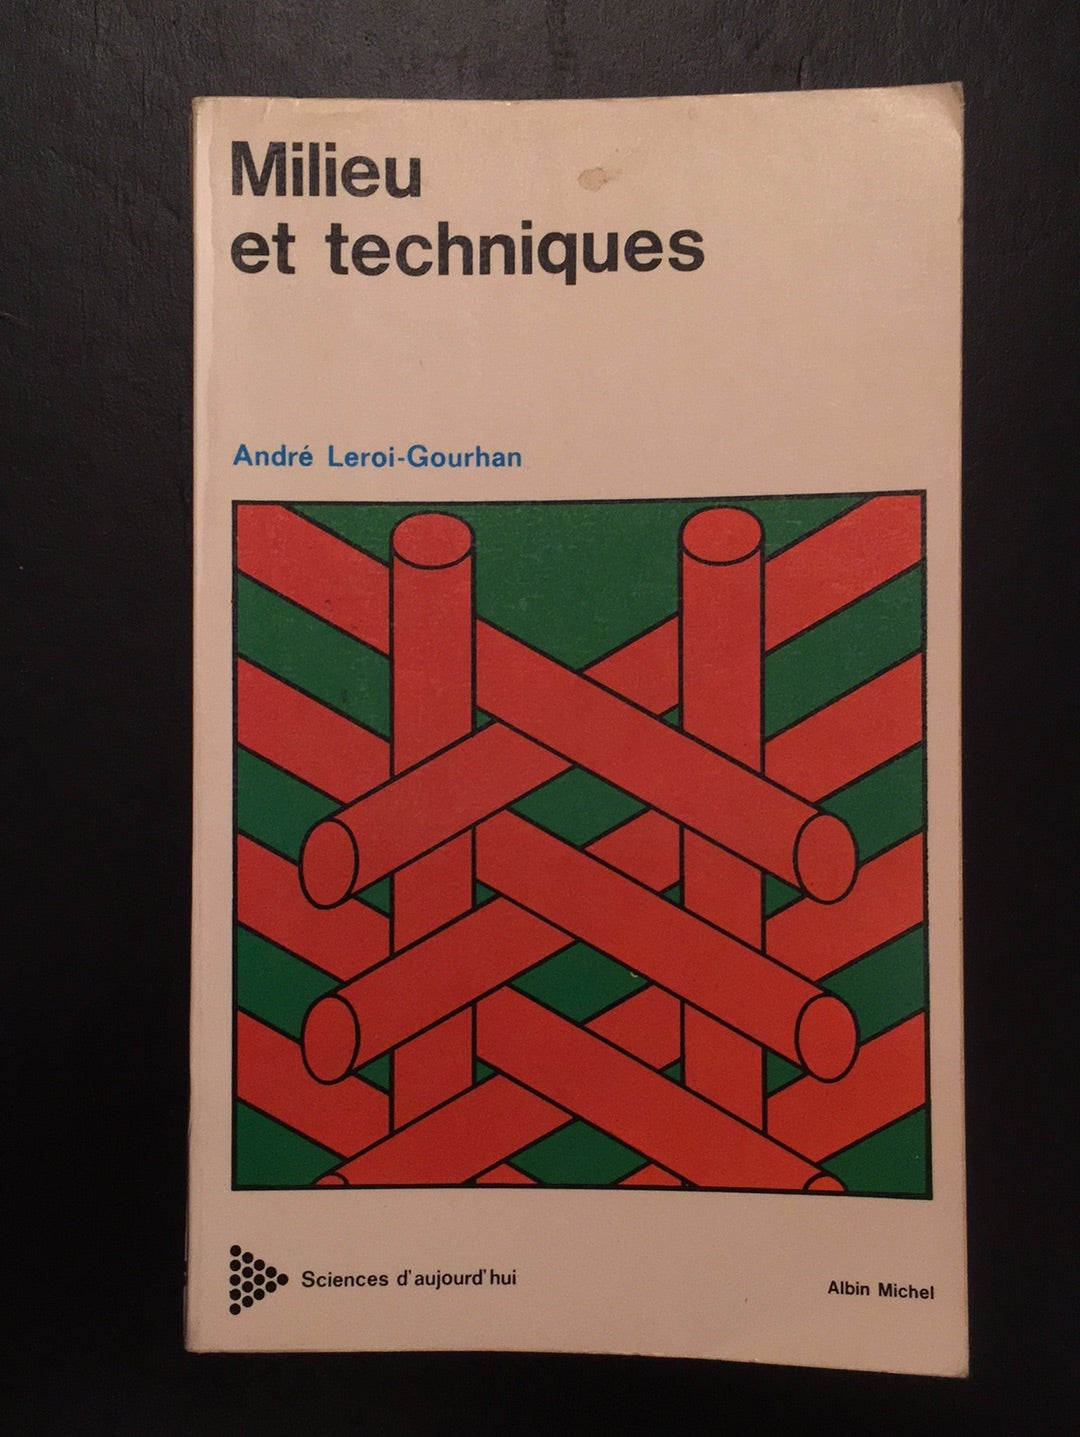 Milieu
et techniques
André Leroi-Gourhan
Sciences d'aujourd'hui
Albin Michel